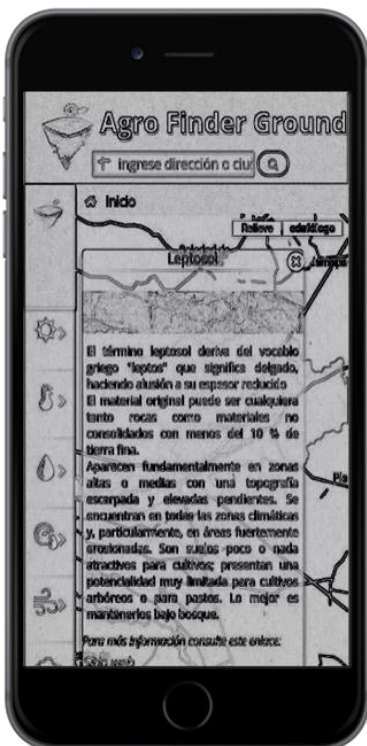 Agro Finder Ground
ingrese dirección o ciu
Inicio
Relieve
Leptosol
El término leptosol deriva del vocablo
griego "leptos" que significa delgado,
haciendo alusión a su espesor reducido
El material original puede ser cualquiera
tanto rocas como materiales no
consolidados con menos del 10 % de
tierra fina.
Aparecen fundamentalmente en zonas
altas o medias con una topografía
escarpada y elevadas pendientes. Se
encuentran en todas las zonas climáticas
y, particularmente, en áreas fuertemente
erosionadas. Son suelos poco o nada
atractivos para cultivos; presentan una
potencialidad muy limitada para cultivos
arbóreos o para pastos. Lo mejor es
mantenerlos bajo bosque.
Para más información consulte este enlace:
Sitio web